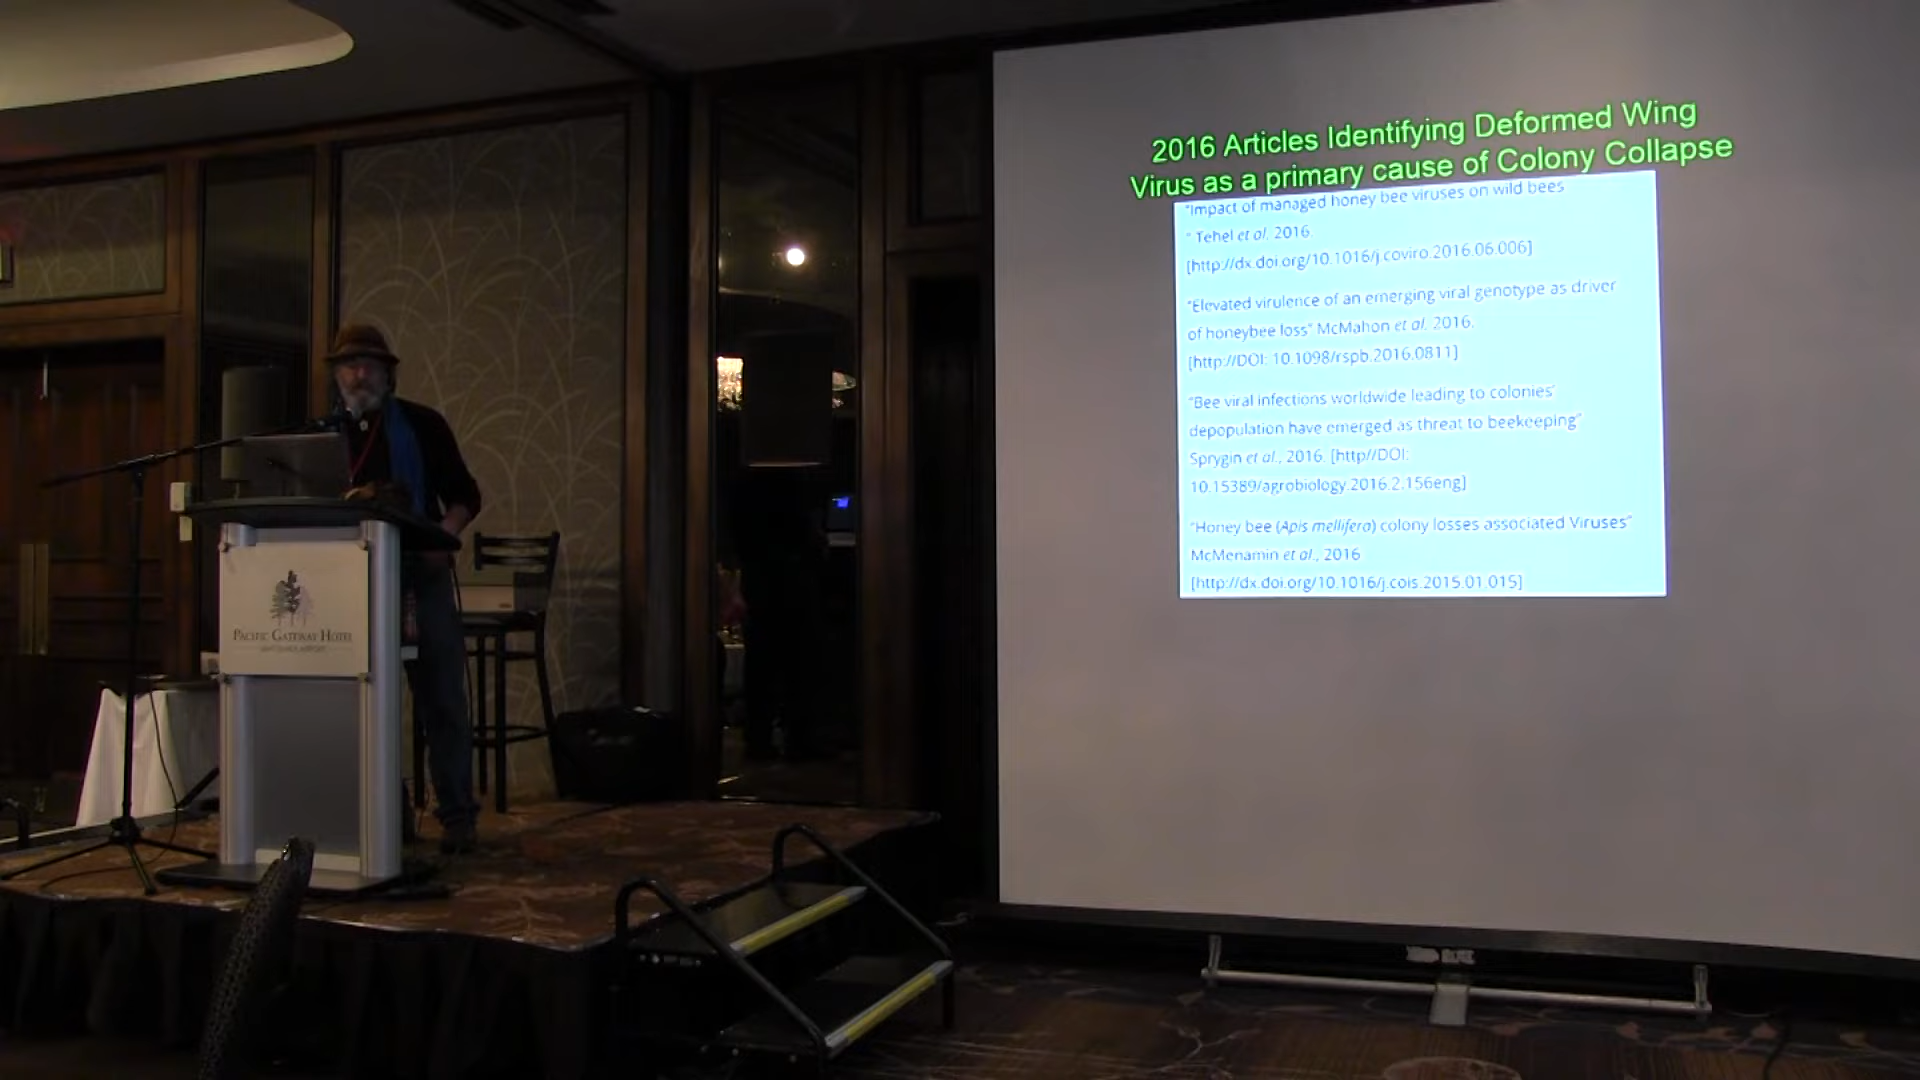 2016 Articles Identifying Deformed Wing
Virus as a primary cause of Colony Collapse
"Impact of managed honey bee viruses on wild bees
" Tehel et al. 2016.
[http://dx.doi.org/10.1016/j.coviro.2016.06.006]
"Elevated virulence of an emerging viral genotype as driver
of honeybee loss" McMahon et al. 2016.
[http://DOI: 10.1098/rspb.2016.0811]
"Bee viral infections worldwide leading to colonies'
depopulation have emerged as threat to beekeeping"
Sprygin et al., 2016. [http//DOI:
10.15389/agrobiology.2016.2.156eng]
"Honey bee (Apis mellifera) colony losses associated Viruses"
McMenamin et al., 2016
[http://dx.doi.org/10.1016/j.cois.2015.01.015]
PACIFIC GATEWAY HOTEL